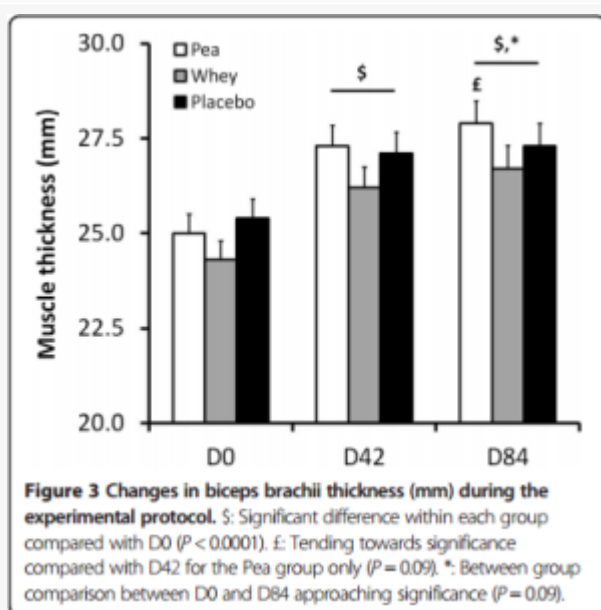 30.0
Pea
Whey
Placebo
$
$,*
£
27.5
25.0
22.5
20.0
Muscle thickness (mm)
D0 D42 D84
Figure 3 Changes in biceps brachii thickness (mm) during the
experimental protocol. $: Significant difference within each group
compared with D0 (P < 0.0001). £: Tending towards significance
compared with D42 for the Pea group only (P = 0.09). *: Between group
comparison between D0 and D84 approaching significance (P = 0.09).